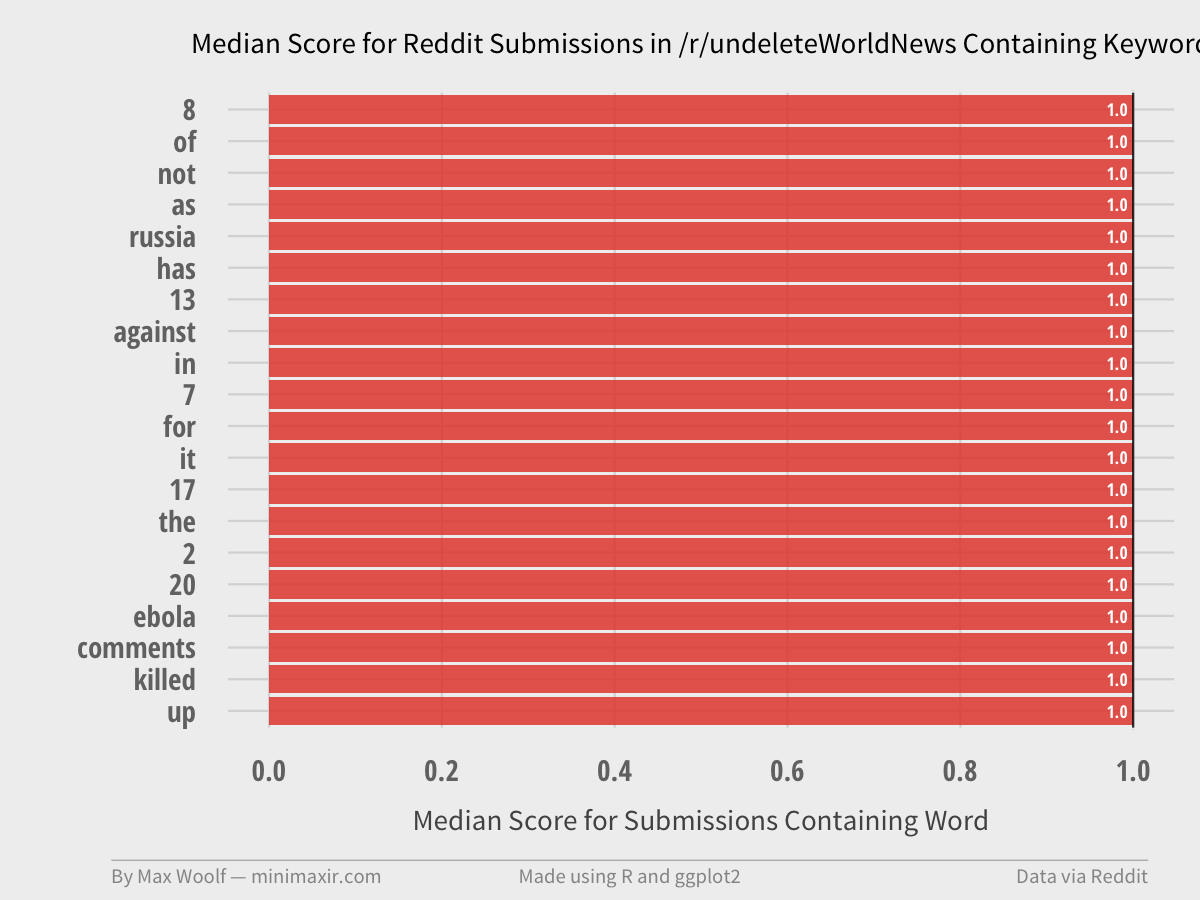 Median Score for Reddit Submissions in /r/undeleteWorldNews Containing
8 1.0
of 1.0
not 1.0
as 1.0
russia 1.0
has 1.0
13 1.0
against 1.0
in 1.0
7 1.0
for 1.0
it 1.0
17 1.0
the 1.0
2 1.0
20 1.0
ebola 1.0
comments 1.0
killed 1.0
up 1.0
0.0 0.2 0.4 0.6 0.8 1.0
Median Score for Submissions Containing Word
By Max Woolf — minimaxir.com Made using R and ggplot2 Data via Reddit